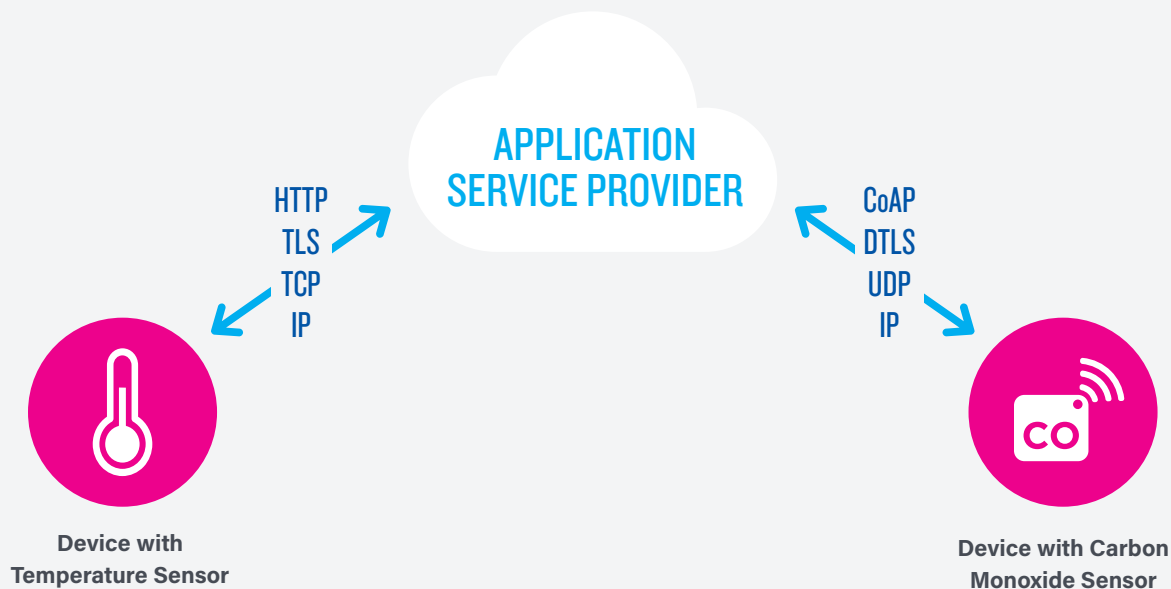 APPLICATION
SERVICE PROVIDER
HTTP
TLS
TCP
IP
CoAP
DTLS
UDP
IP
CO
Device with
Temperature Sensor
Device with Carbon
Monoxide Sensor